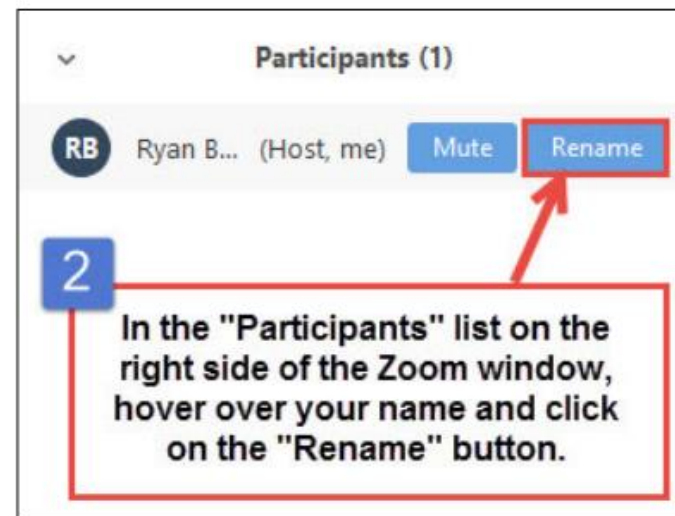 Participants (1)
RB Ryan B... (Host, me) Mute Rename
2
In the "Participants" list on the
right side of the Zoom window,
hover over your name and click
on the "Rename" button.